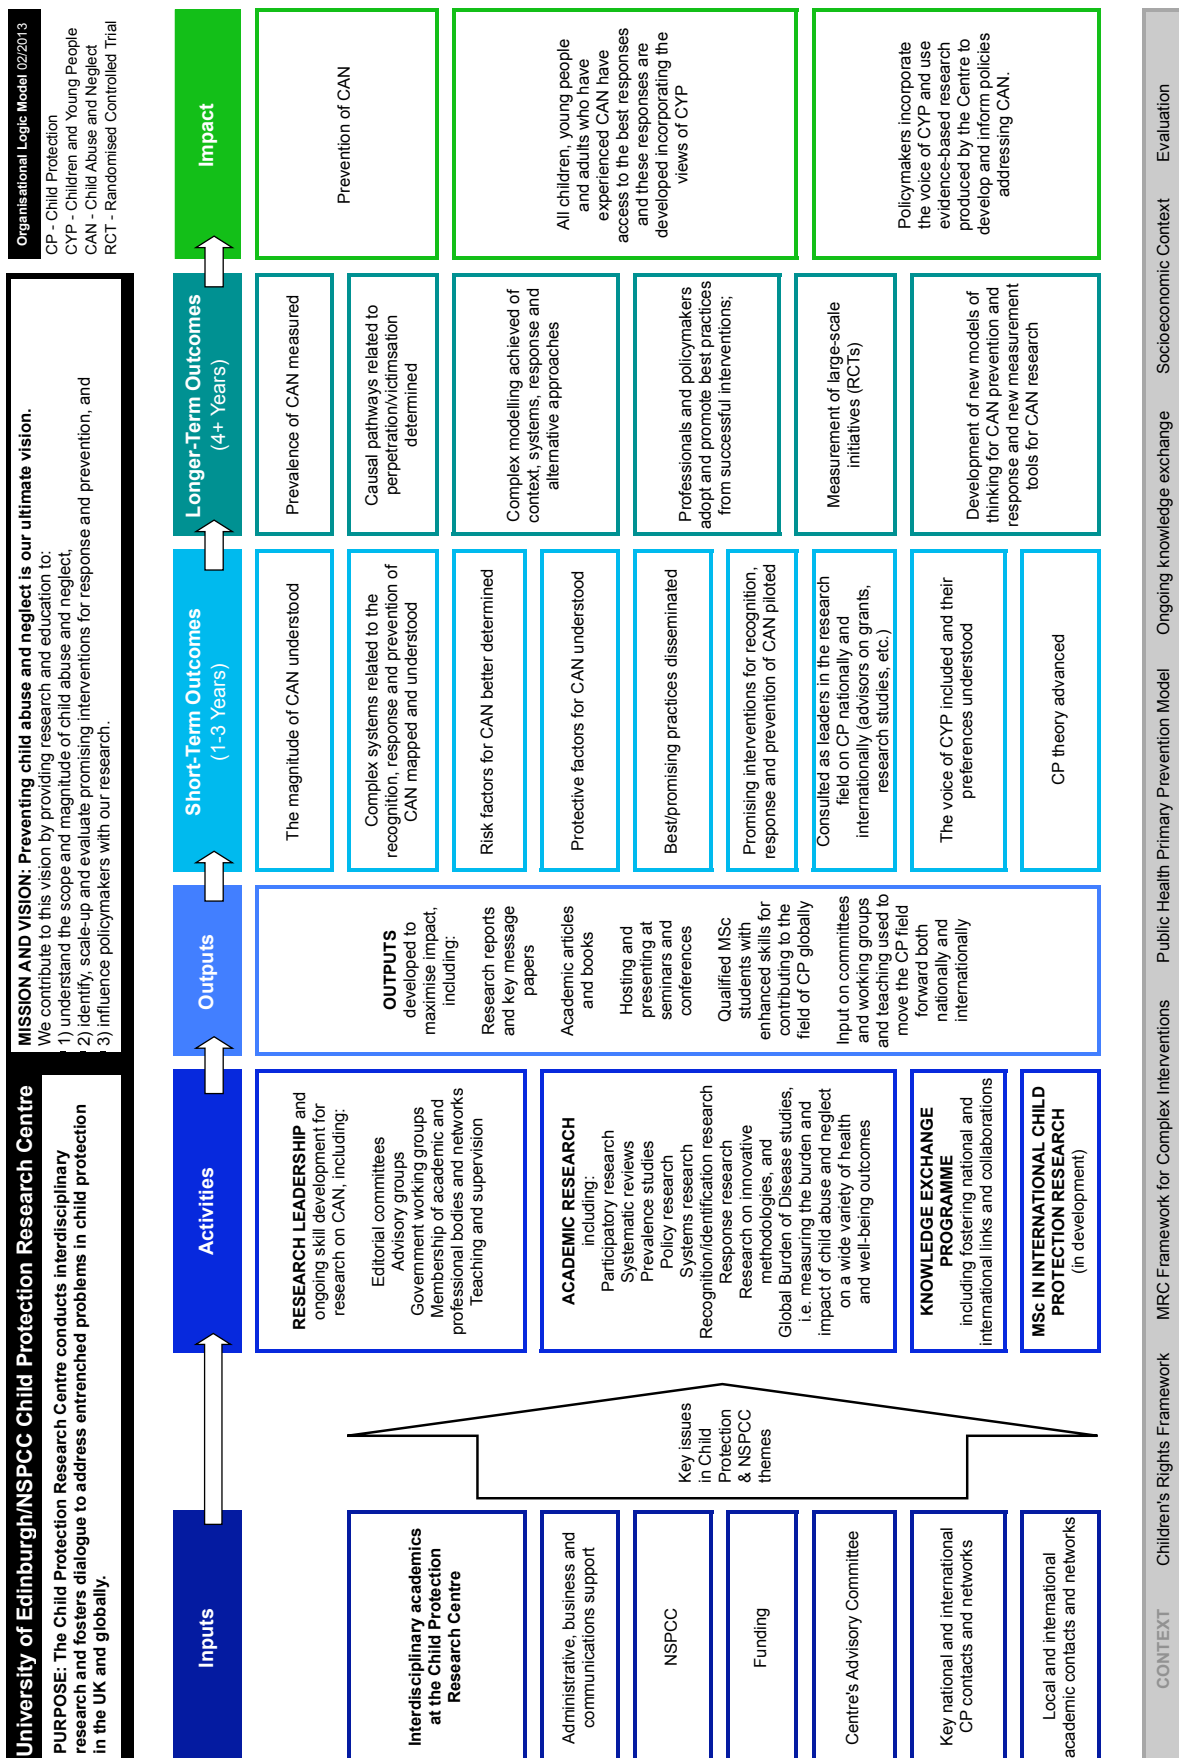 University of Edinburgh/NSPCC Child Protection Research Centre
PURPOSE: The Child Protection Research Centre conducts interdisciplinary
research and fosters dialogue to address entrenched problems in child protection
in the UK and globally.
MISSION AND VISION: Preventing child abuse and neglect is our ultimate vision.
We contribute to this vision by providing research and education to:
1) understand the scope and magnitude of child abuse and neglect,
2) identify, scale-up and evaluate promising interventions for response and prevention, and
3) influence policymakers with our research.
Organisational Logic Model 02/2013
CP - Child Protection
CYP - Children and Young People
CAN - Child Abuse and Neglect
RCT - Randomised Controlled Trial
Inputs
Interdisciplinary academics
at the Child Protection
Research Centre
Administrative, business and
communications support
NSPCC
Funding
Centre's Advisory Committee
Key national and international
CP contacts and networks
Local and international
academic contacts and networks
Key issues
in Child
Protection
& NSPCC
themes
Activities
RESEARCH LEADERSHIP and
ongoing skill development for
research on CAN, including:
Editorial committees
Advisory groups
Government working groups
Membership of academic and
professional bodies and networks
Teaching and supervision
ACADEMIC RESEARCH
including:
Participatory research
Systematic reviews
Prevalence studies
Policy research
Systems research
Recognition/identification research
Response research
Research on innovative
methodologies, and
Global Burden of Disease studies,
i.e. measuring the burden and
impact of child abuse and neglect
on a wide variety of health
and well-being outcomes
KNOWLEDGE EXCHANGE
PROGRAMME
including fostering national and
international links and collaborations
MSc IN INTERNATIONAL CHILD
PROTECTION RESEARCH
(in development)
Outputs
OUTPUTS
developed to
maximise impact,
including:
Research reports
and key message
papers
Academic articles
and books
Hosting and
presenting at
seminars and
conferences
Qualified MSc
students with
enhanced skills for
contributing to the
field of CP globally
Input on committees
and working groups
and teaching used to
move the CP field
forward both
nationally and
internationally
Short-Term Outcomes
(1-3 Years)
The magnitude of CAN understood
Complex systems related to the
recognition, response and prevention of
CAN mapped and understood
Risk factors for CAN better determined
Protective factors for CAN understood
Best/promising practices disseminated
Promising interventions for recognition,
response and prevention of CAN piloted
Consulted as leaders in the research
field on CP nationally and
internationally (advisors on grants,
research studies, etc.)
The voice of CYP included and their
preferences understood
CP theory advanced
Longer-Term Outcomes
(4+ Years)
Prevalence of CAN measured
Causal pathways related to
perpetration/victimisation
determined
Complex modelling achieved of
context, systems, response and
alternative approaches
Professionals and policymakers
adopt and promote best practices
from successful interventions;
Measurement of large-scale
initiatives (RCTs)
Development of new models of
thinking for CAN prevention and
response and new measurement
tools for CAN research
Impact
Prevention of CAN
All children, young people
and adults who have
experienced CAN have
access to the best responses
and these responses are
developed incorporating the
views of CYP
Policymakers incorporate
the voice of CYP and use
evidence-based research
produced by the Centre to
develop and inform policies
addressing CAN.
CONTEXT Children's Rights Framework MRC Framework for Complex Interventions Public Health Primary Prevention Model Ongoing knowledge exchange Socioeconomic Context Evaluation